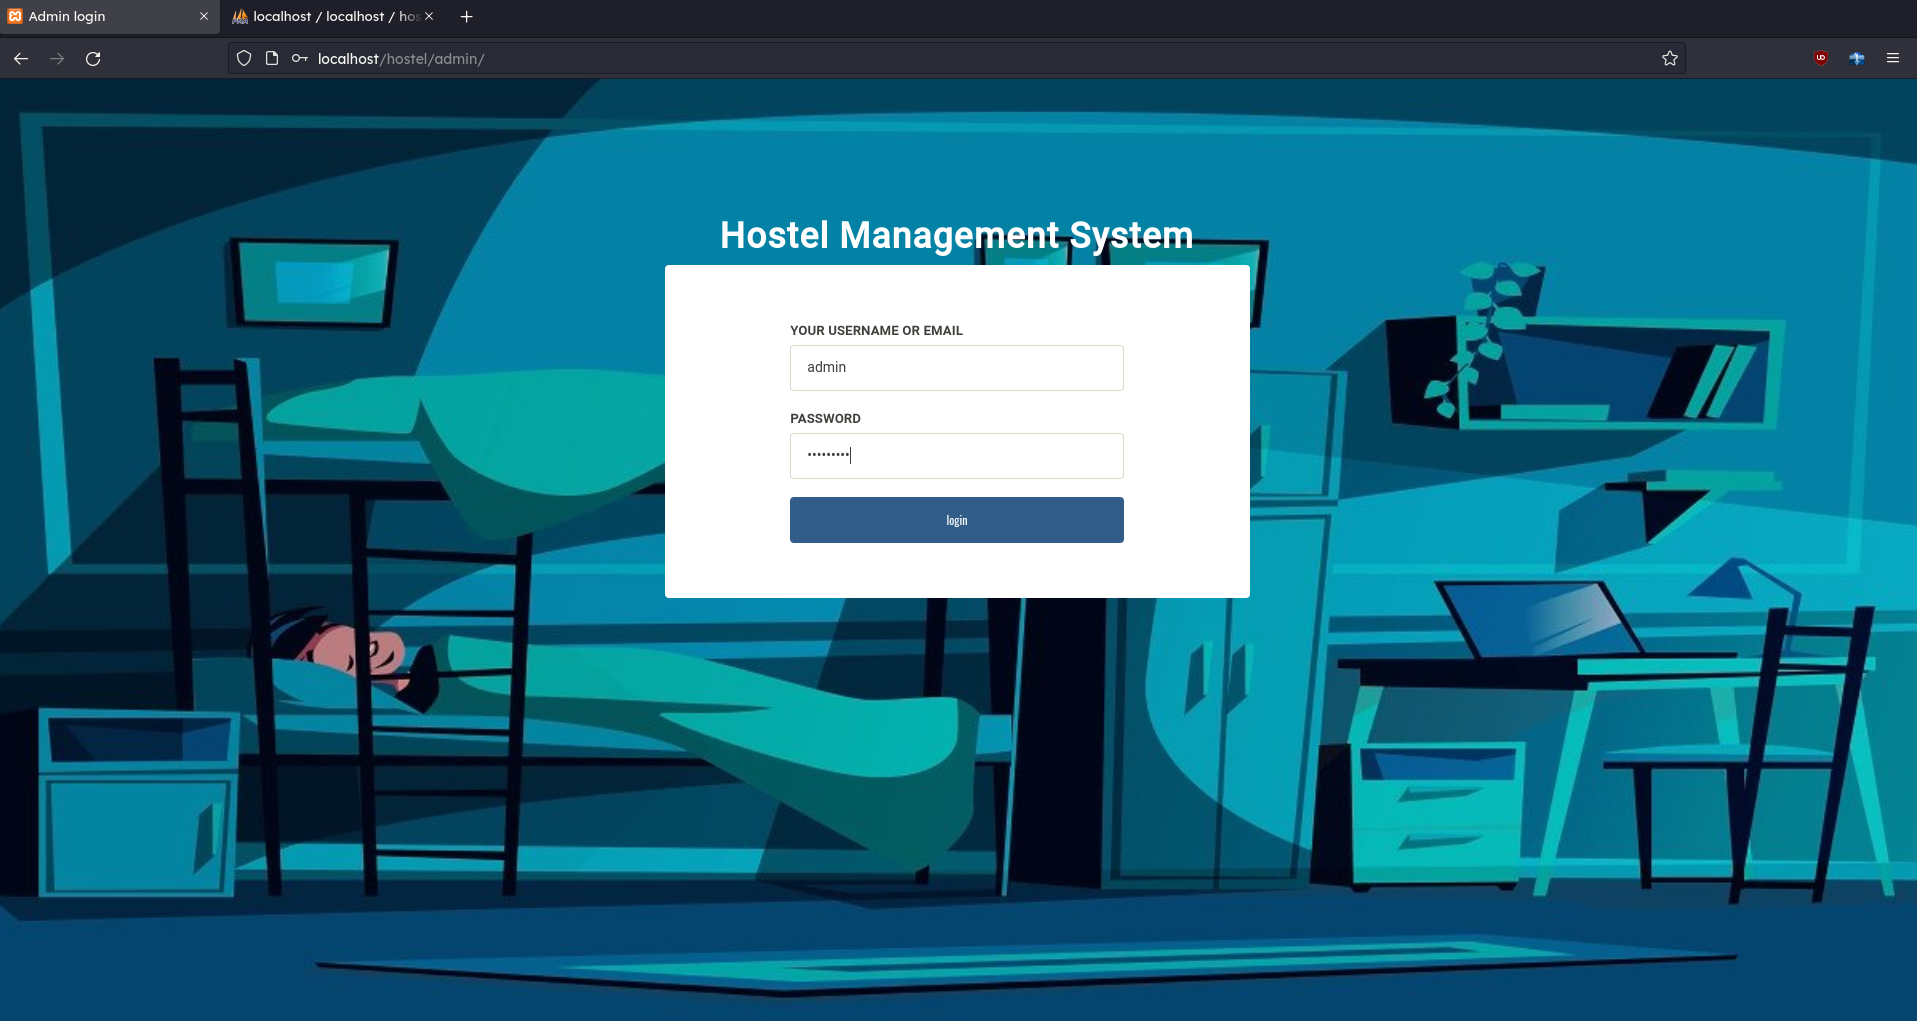 Admin login
localhost / localhost / hos
localhost/hostel/admin/
Hostel Management System
YOUR USERNAME OR EMAIL
admin
PASSWORD
•••••••••
login